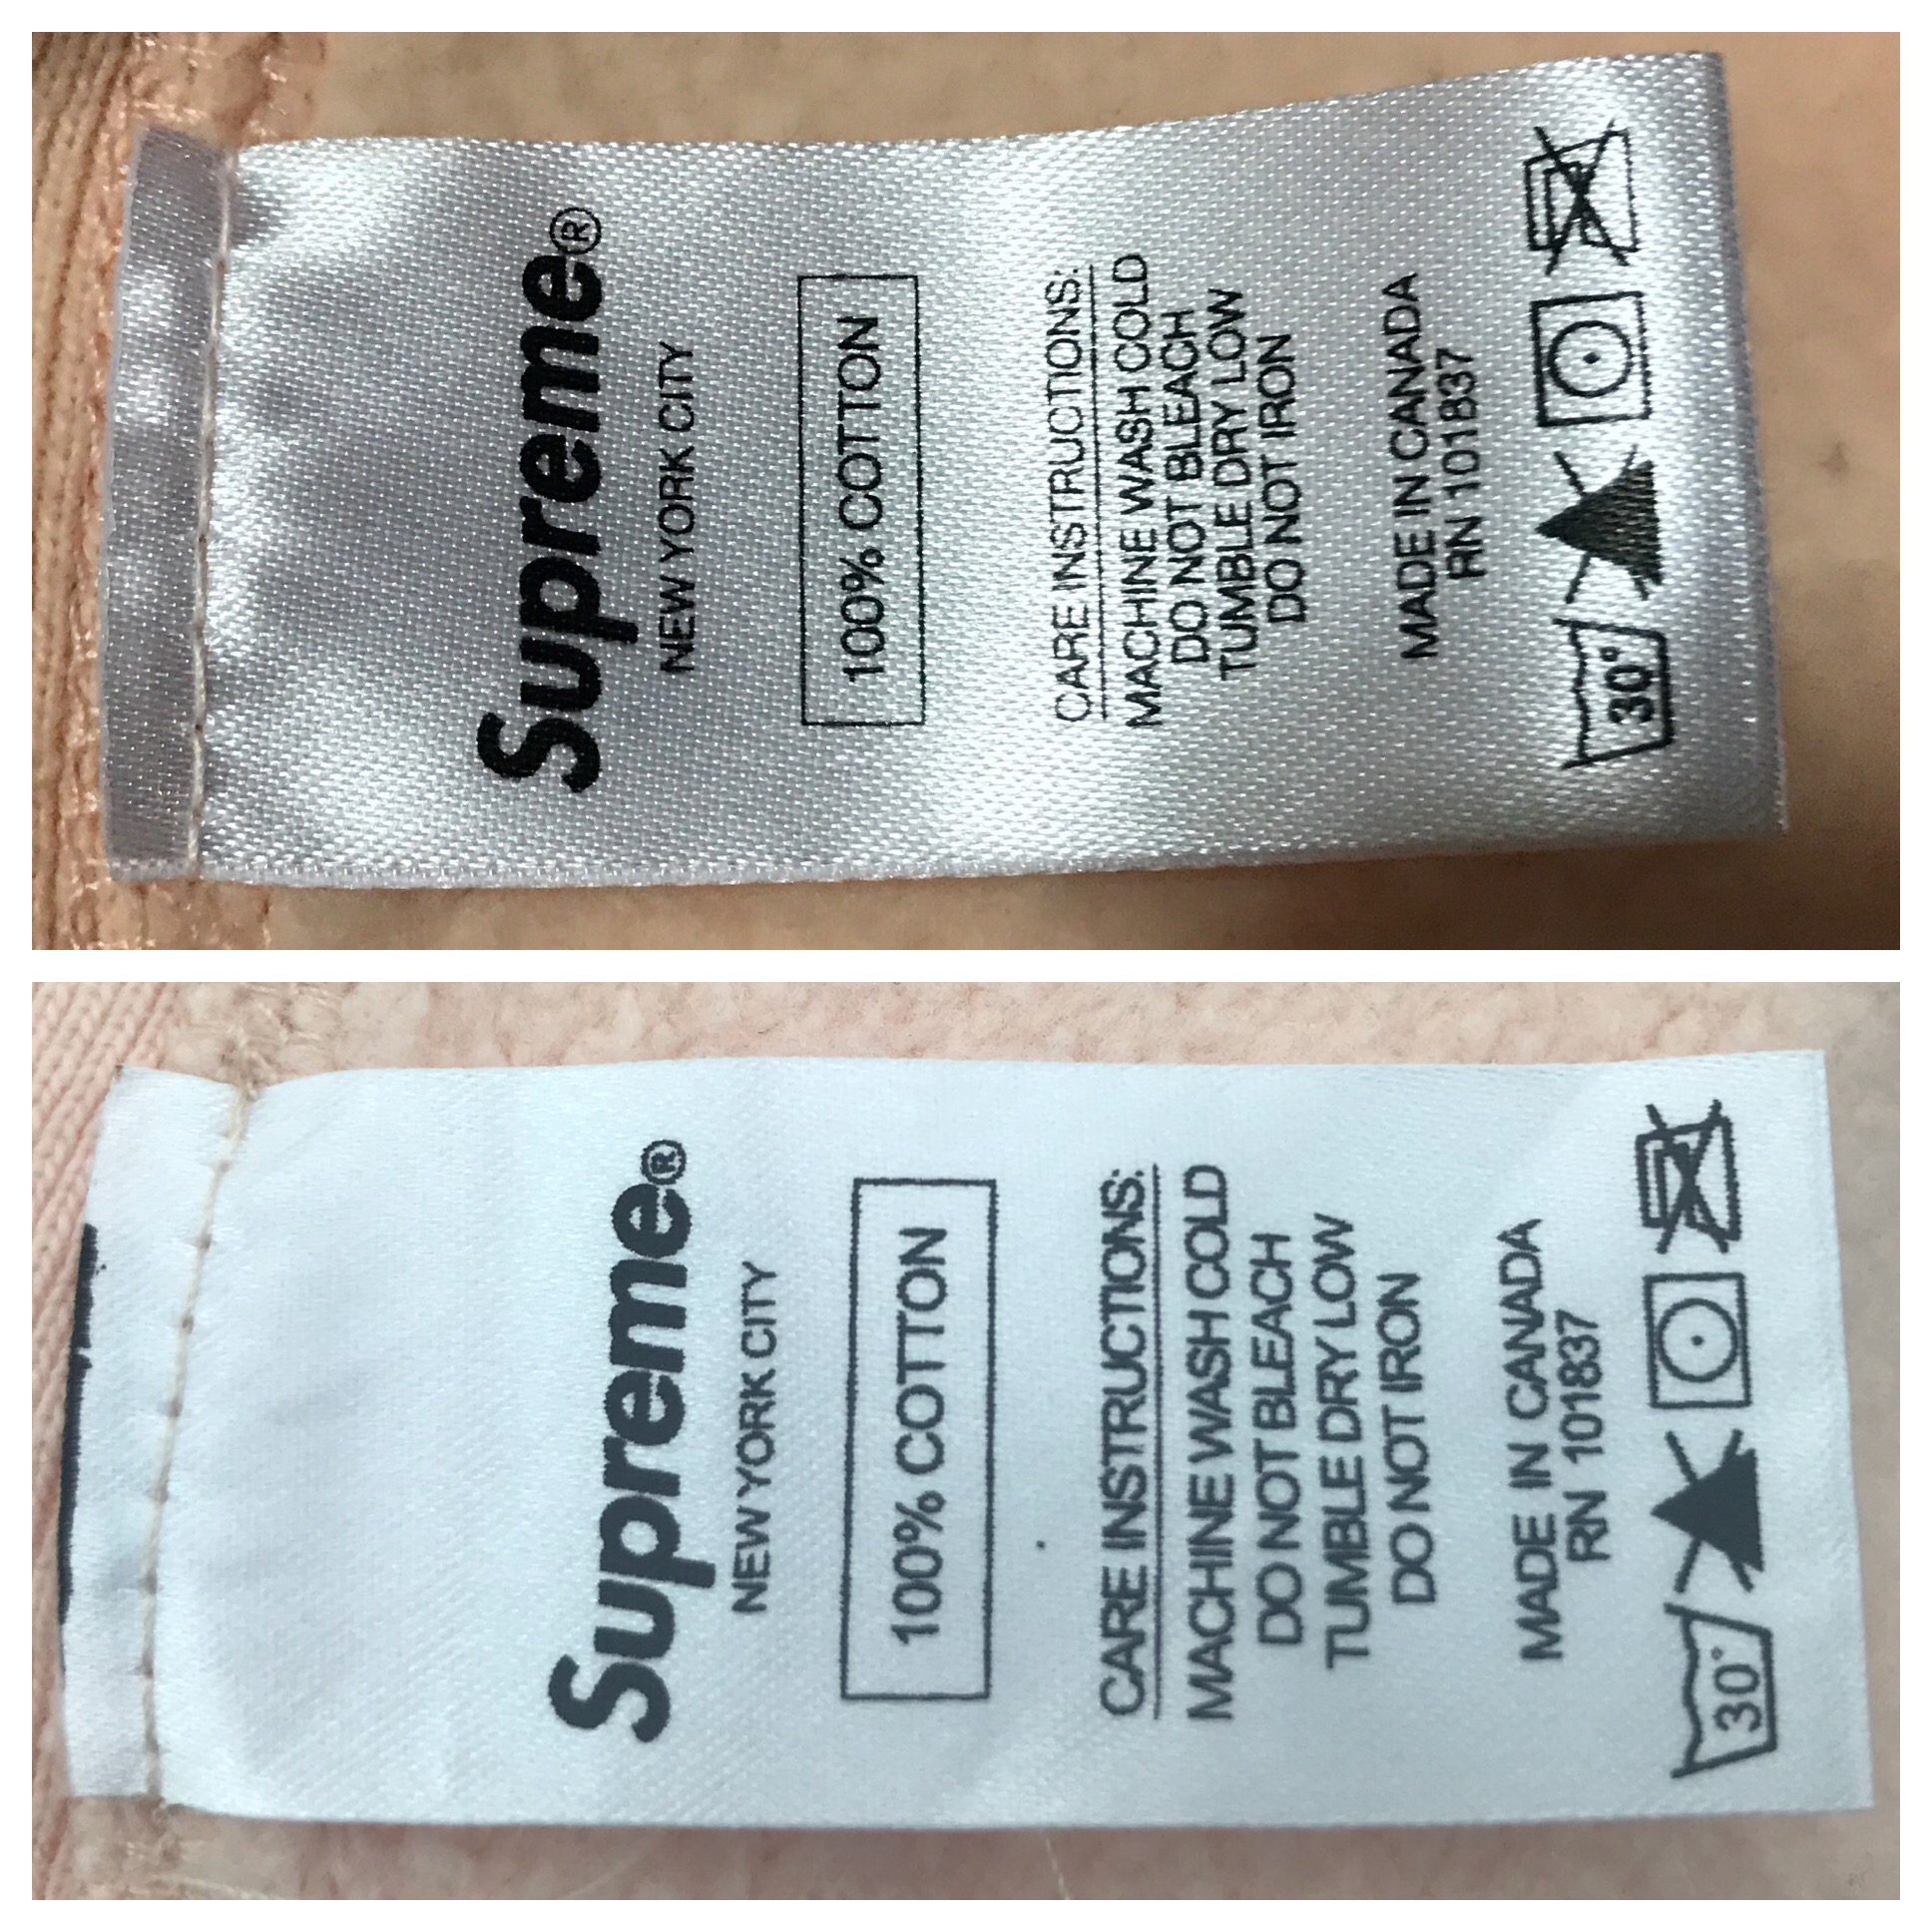 Supreme®
NEW YORK CITY
100% COTTON
CARE INSTRUCTIONS:
MACHINE WASH COLD
DO NOT BLEACH
TUMBLE DRY LOW
DO NOT IRON
MADE IN CANADA
RN 101837
30°
Supreme®
NEW YORK CITY
100% COTTON
CARE INSTRUCTIONS:
MACHINE WASH COLD
DO NOT BLEACH
TUMBLE DRY LOW
DO NOT IRON
MADE IN CANADA
RN 101837
30°